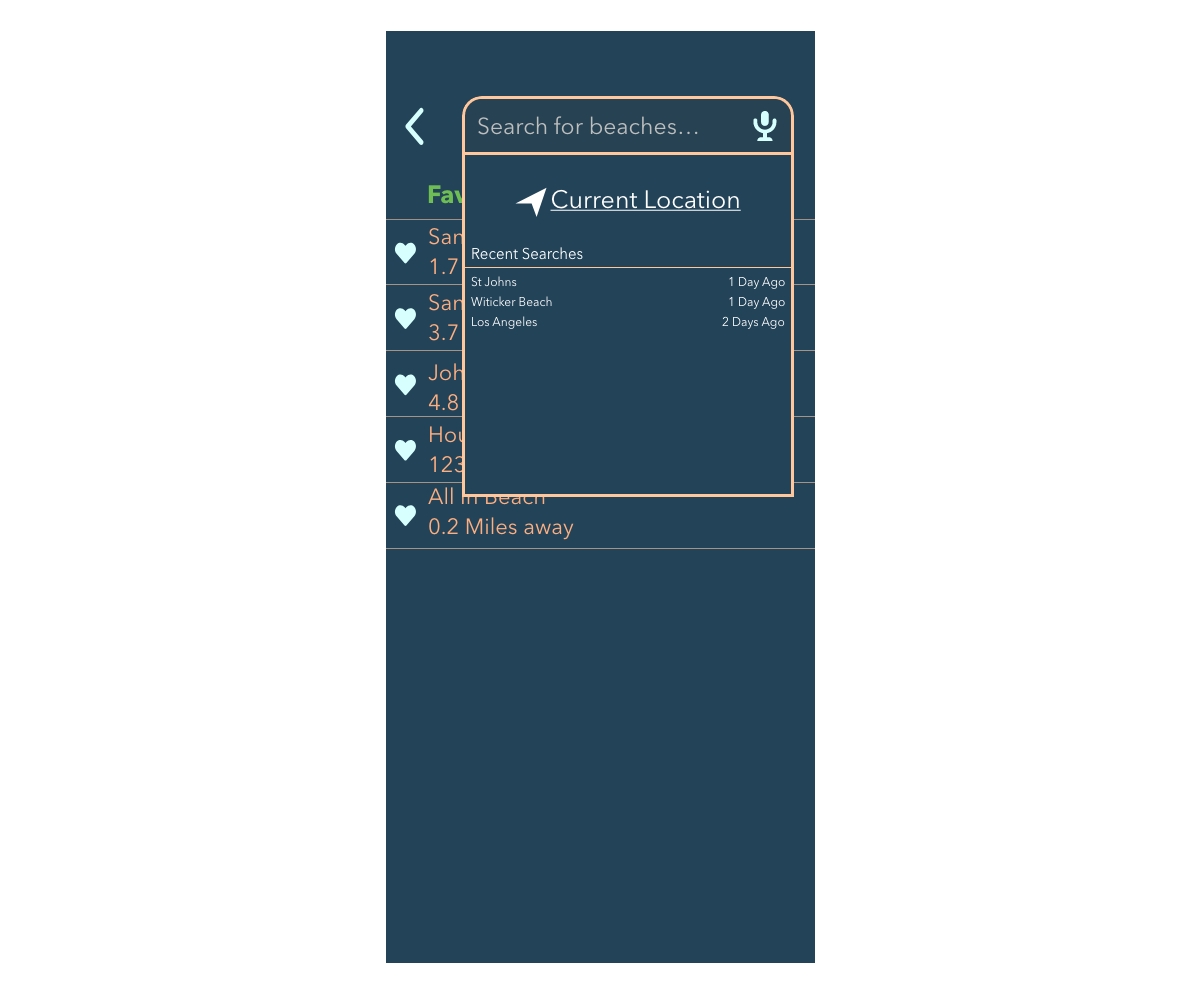 Search for beaches...
Fav
Current Location
San
1.7
Recent Searches
St Johns 1 Day Ago
Witicker Beach 1 Day Ago
Los Angeles 2 Days Ago
San
3.7
Joh
4.8
Hou
123
All In Beach
0.2 Miles away